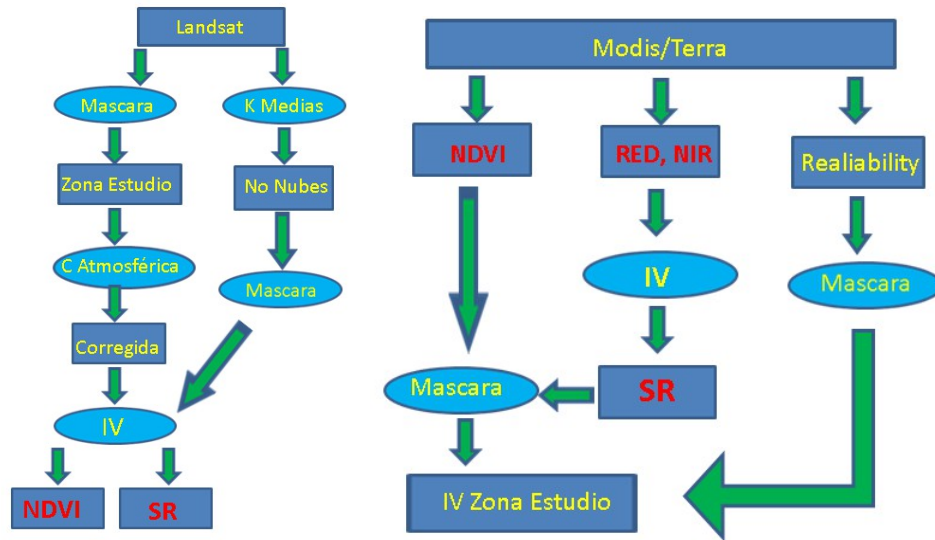 Landsat
Mascara
K Medias
Zona Estudio
No Nubes
C Atmosférica
Mascara
Corregida
IV
NDVI
SR
Modis/Terra
NDVI
RED, NIR
Realiability
IV
Mascara
Mascara
SR
IV Zona Estudio